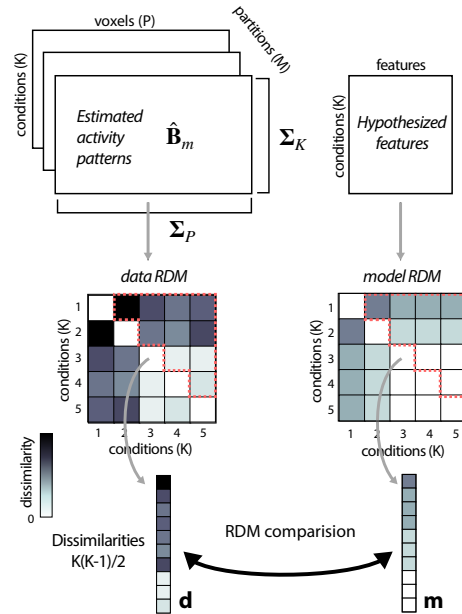 voxels (P)
partitions (M)
conditions (K)
Estimated
activity
patterns
B̂m
ΣK
ΣP
features
conditions (K)
Hypothesized
features
data RDM
model RDM
conditions (K)
1
2
3
4
5
1 2 3 4 5
conditions (K)
conditions (K)
1
2
3
4
5
1 2 3 4 5
conditions (K)
dissimilarity
0
Dissimilarities
K(K-1)/2
RDM comparision
d
m